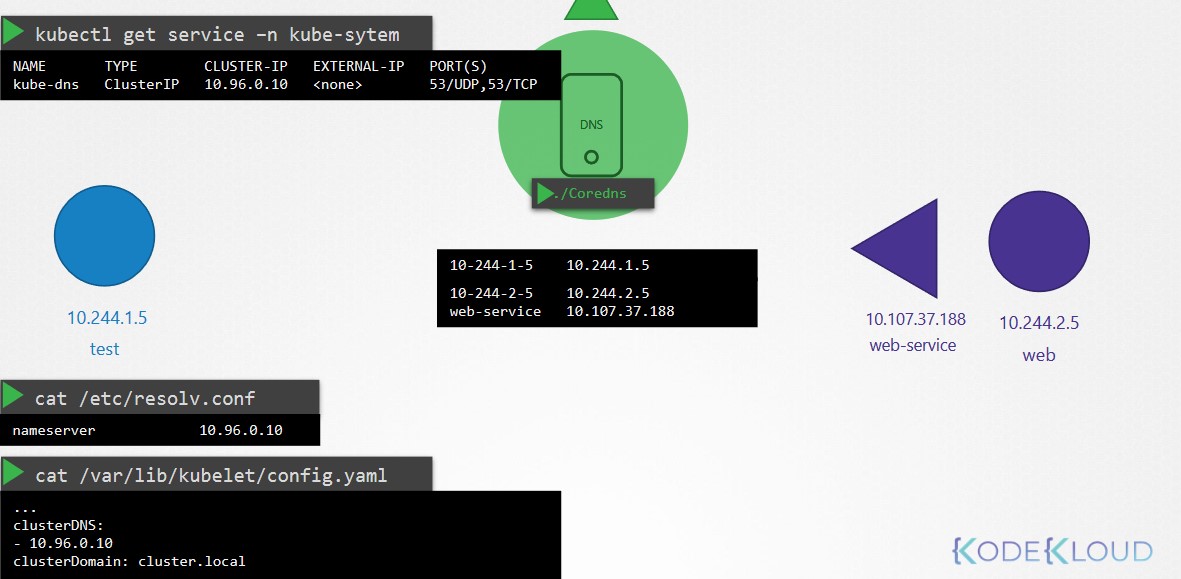 kubectl get service –n kube-sytem
NAME TYPE CLUSTER-IP EXTERNAL-IP PORT(S)
kube-dns ClusterIP 10.96.0.10 <none> 53/UDP,53/TCP
DNS
./Coredns
10-244-1-5 10.244.1.5
10-244-2-5 10.244.2.5
web-service 10.107.37.188
10.244.1.5
test
10.107.37.188
web-service
10.244.2.5
web
cat /etc/resolv.conf
nameserver 10.96.0.10
cat /var/lib/kubelet/config.yaml
...
clusterDNS:
- 10.96.0.10
clusterDomain: cluster.local
KODEKLOUD